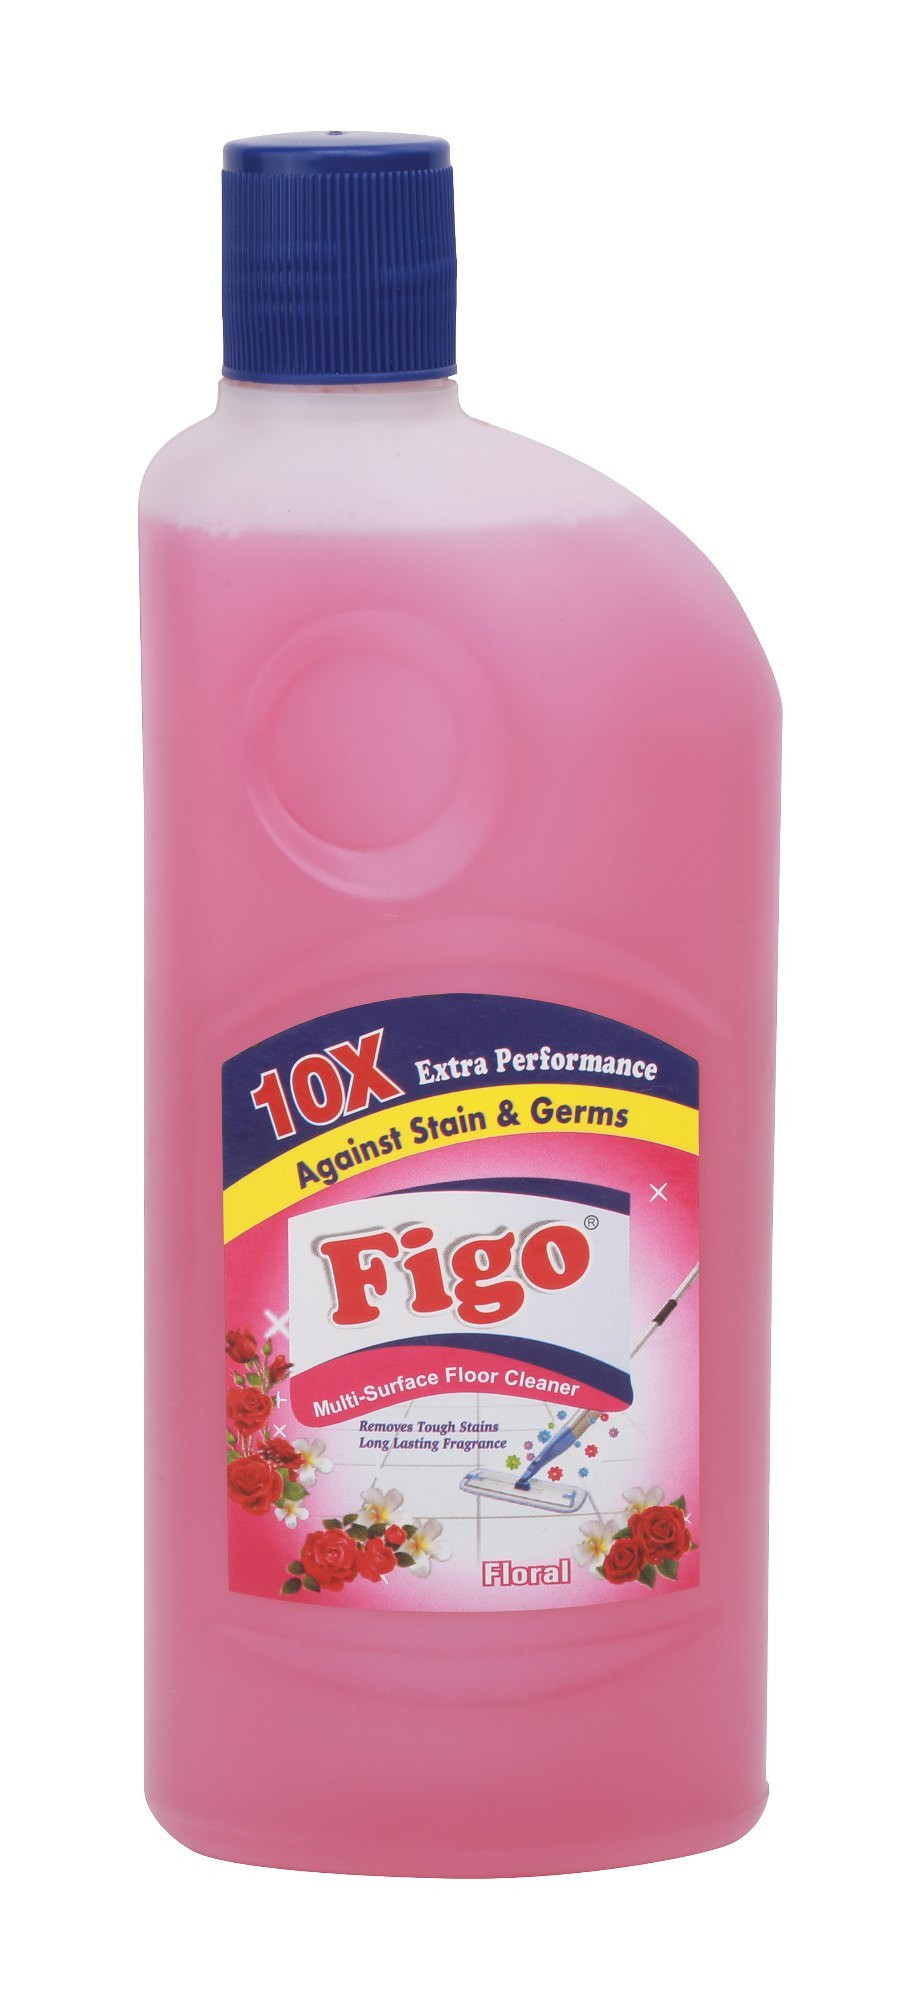 10X Extra Performance
Against Stain & Germs
Figo®
Multi-Surface Floor Cleaner
Removes Tough Stains
Long Lasting Fragrance
Floral